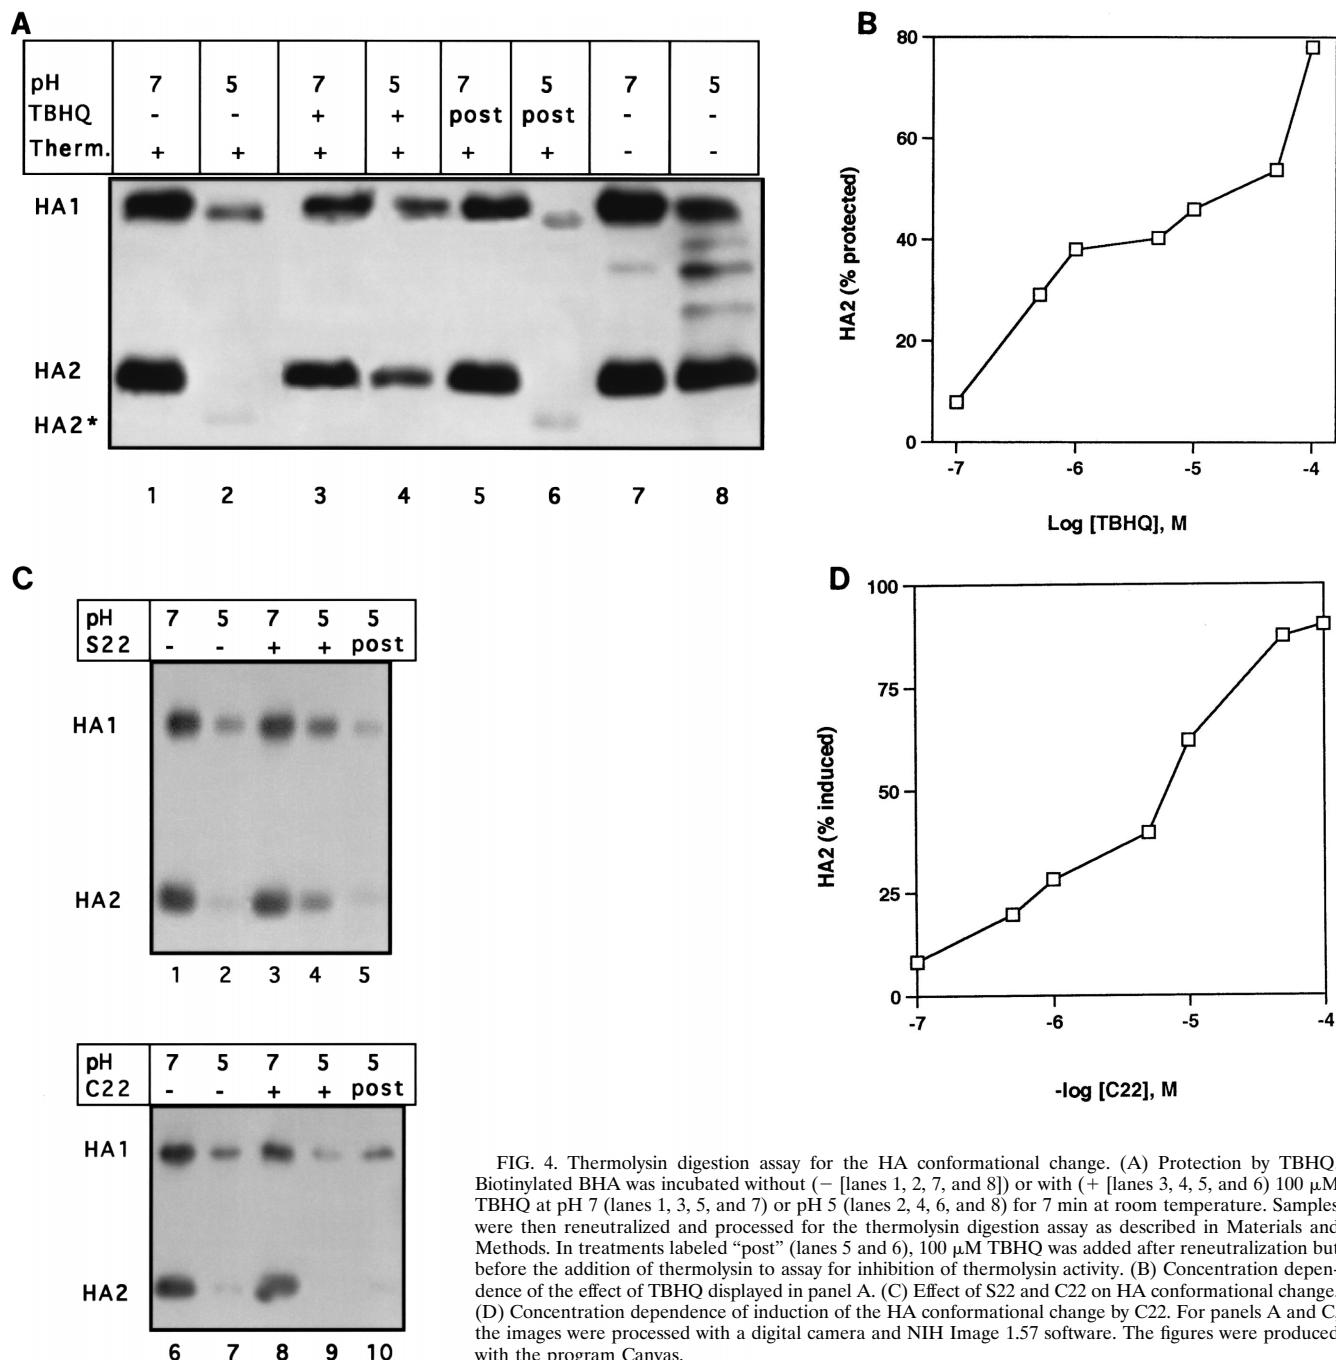 A
pH 7 5 7 5 7 5 7 5
TBHQ - - + + post post - -
Therm. + + + + + + - -
HA1
HA2
HA2*
1 2 3 4 5 6 7 8
B
80
60
40
20
0
HA2 (% protected)
-7 -6 -5 -4
Log [TBHQ], M
C
pH 7 5 7 5 5
S22 - - + + post
HA1
HA2
1 2 3 4 5
pH 7 5 7 5 5
C22 - - + + post
HA1
HA2
6 7 8 9 10
D
100
75
50
25
0
HA2 (% induced)
-7 -6 -5 -4
-log [C22], M
FIG. 4. Thermolysin digestion assay for the HA conformational change. (A) Protection by TBHQ.
Biotinylated BHA was incubated without (− [lanes 1, 2, 7, and 8]) or with (+ [lanes 3, 4, 5, and 6) 100 μM
TBHQ at pH 7 (lanes 1, 3, 5, and 7) or pH 5 (lanes 2, 4, 6, and 8) for 7 min at room temperature. Samples
were then reneutralized and processed for the thermolysin digestion assay as described in Materials and
Methods. In treatments labeled “post” (lanes 5 and 6), 100 μM TBHQ was added after reneutralization but
before the addition of thermolysin to assay for inhibition of thermolysin activity. (B) Concentration depen-
dence of the effect of TBHQ displayed in panel A. (C) Effect of S22 and C22 on HA conformational change.
(D) Concentration dependence of induction of the HA conformational change by C22. For panels A and C,
the images were processed with a digital camera and NIH Image 1.57 software. The figures were produced
with the program Canvas.